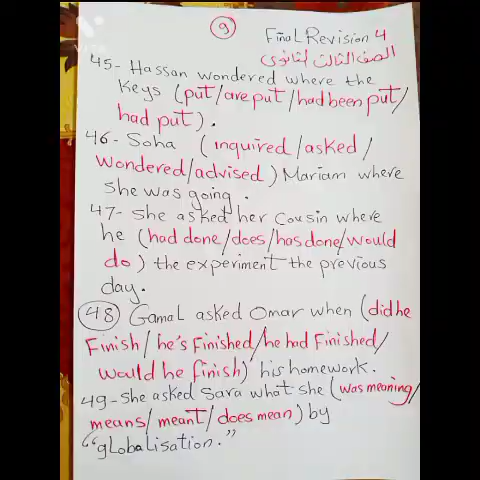 9
Final Revision 4
الصف الثالث الثانوى
45- Hassan wondered where the
Keys (put/are put/had been put/
had put).
46- Soha (inquired/asked/
Wondered/advised) Mariam where
she was going.
47- She asked her Cousin where
he (had done/does/has done/would
do) the experiment the previous
day.
48 Gamal asked Omar when (did he
Finish/he's Finished/he had Finished/
would he finish) his homework.
49- She asked Sara what she (was meaning/
means/meant/does mean) by
"globalisation."